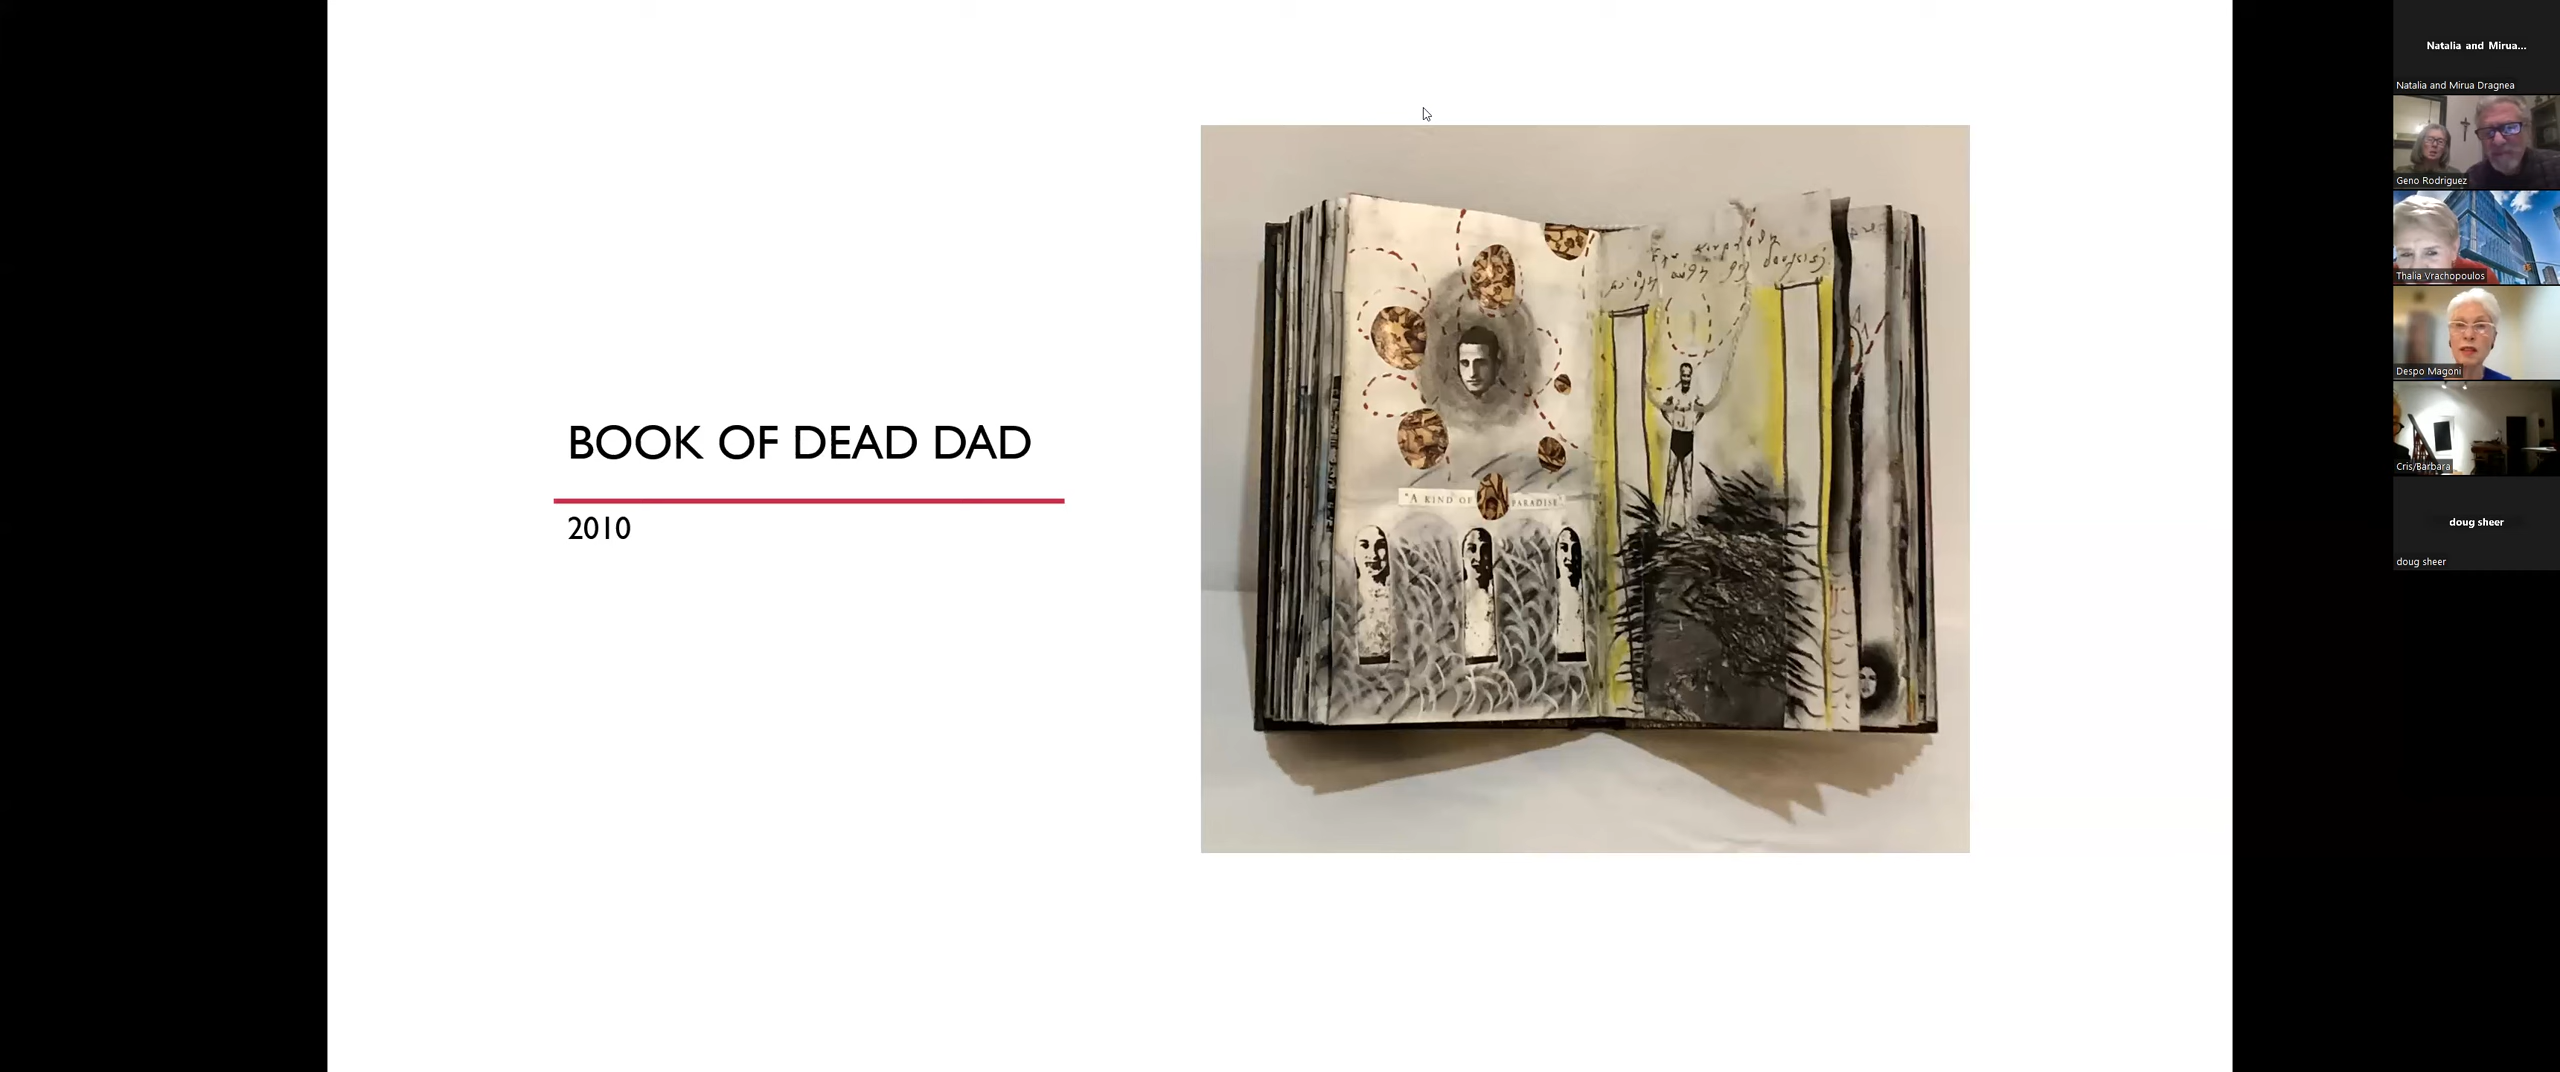 BOOK OF DEAD DAD
2010
"A KIND OF PARADISE"
Natalia and Mirua...
Natalia and Mirua Dragnea
Geno Rodriguez
Thalia Vrachopoulos
Despo Magoni
Cris/Barbara
doug sheer
doug sheer